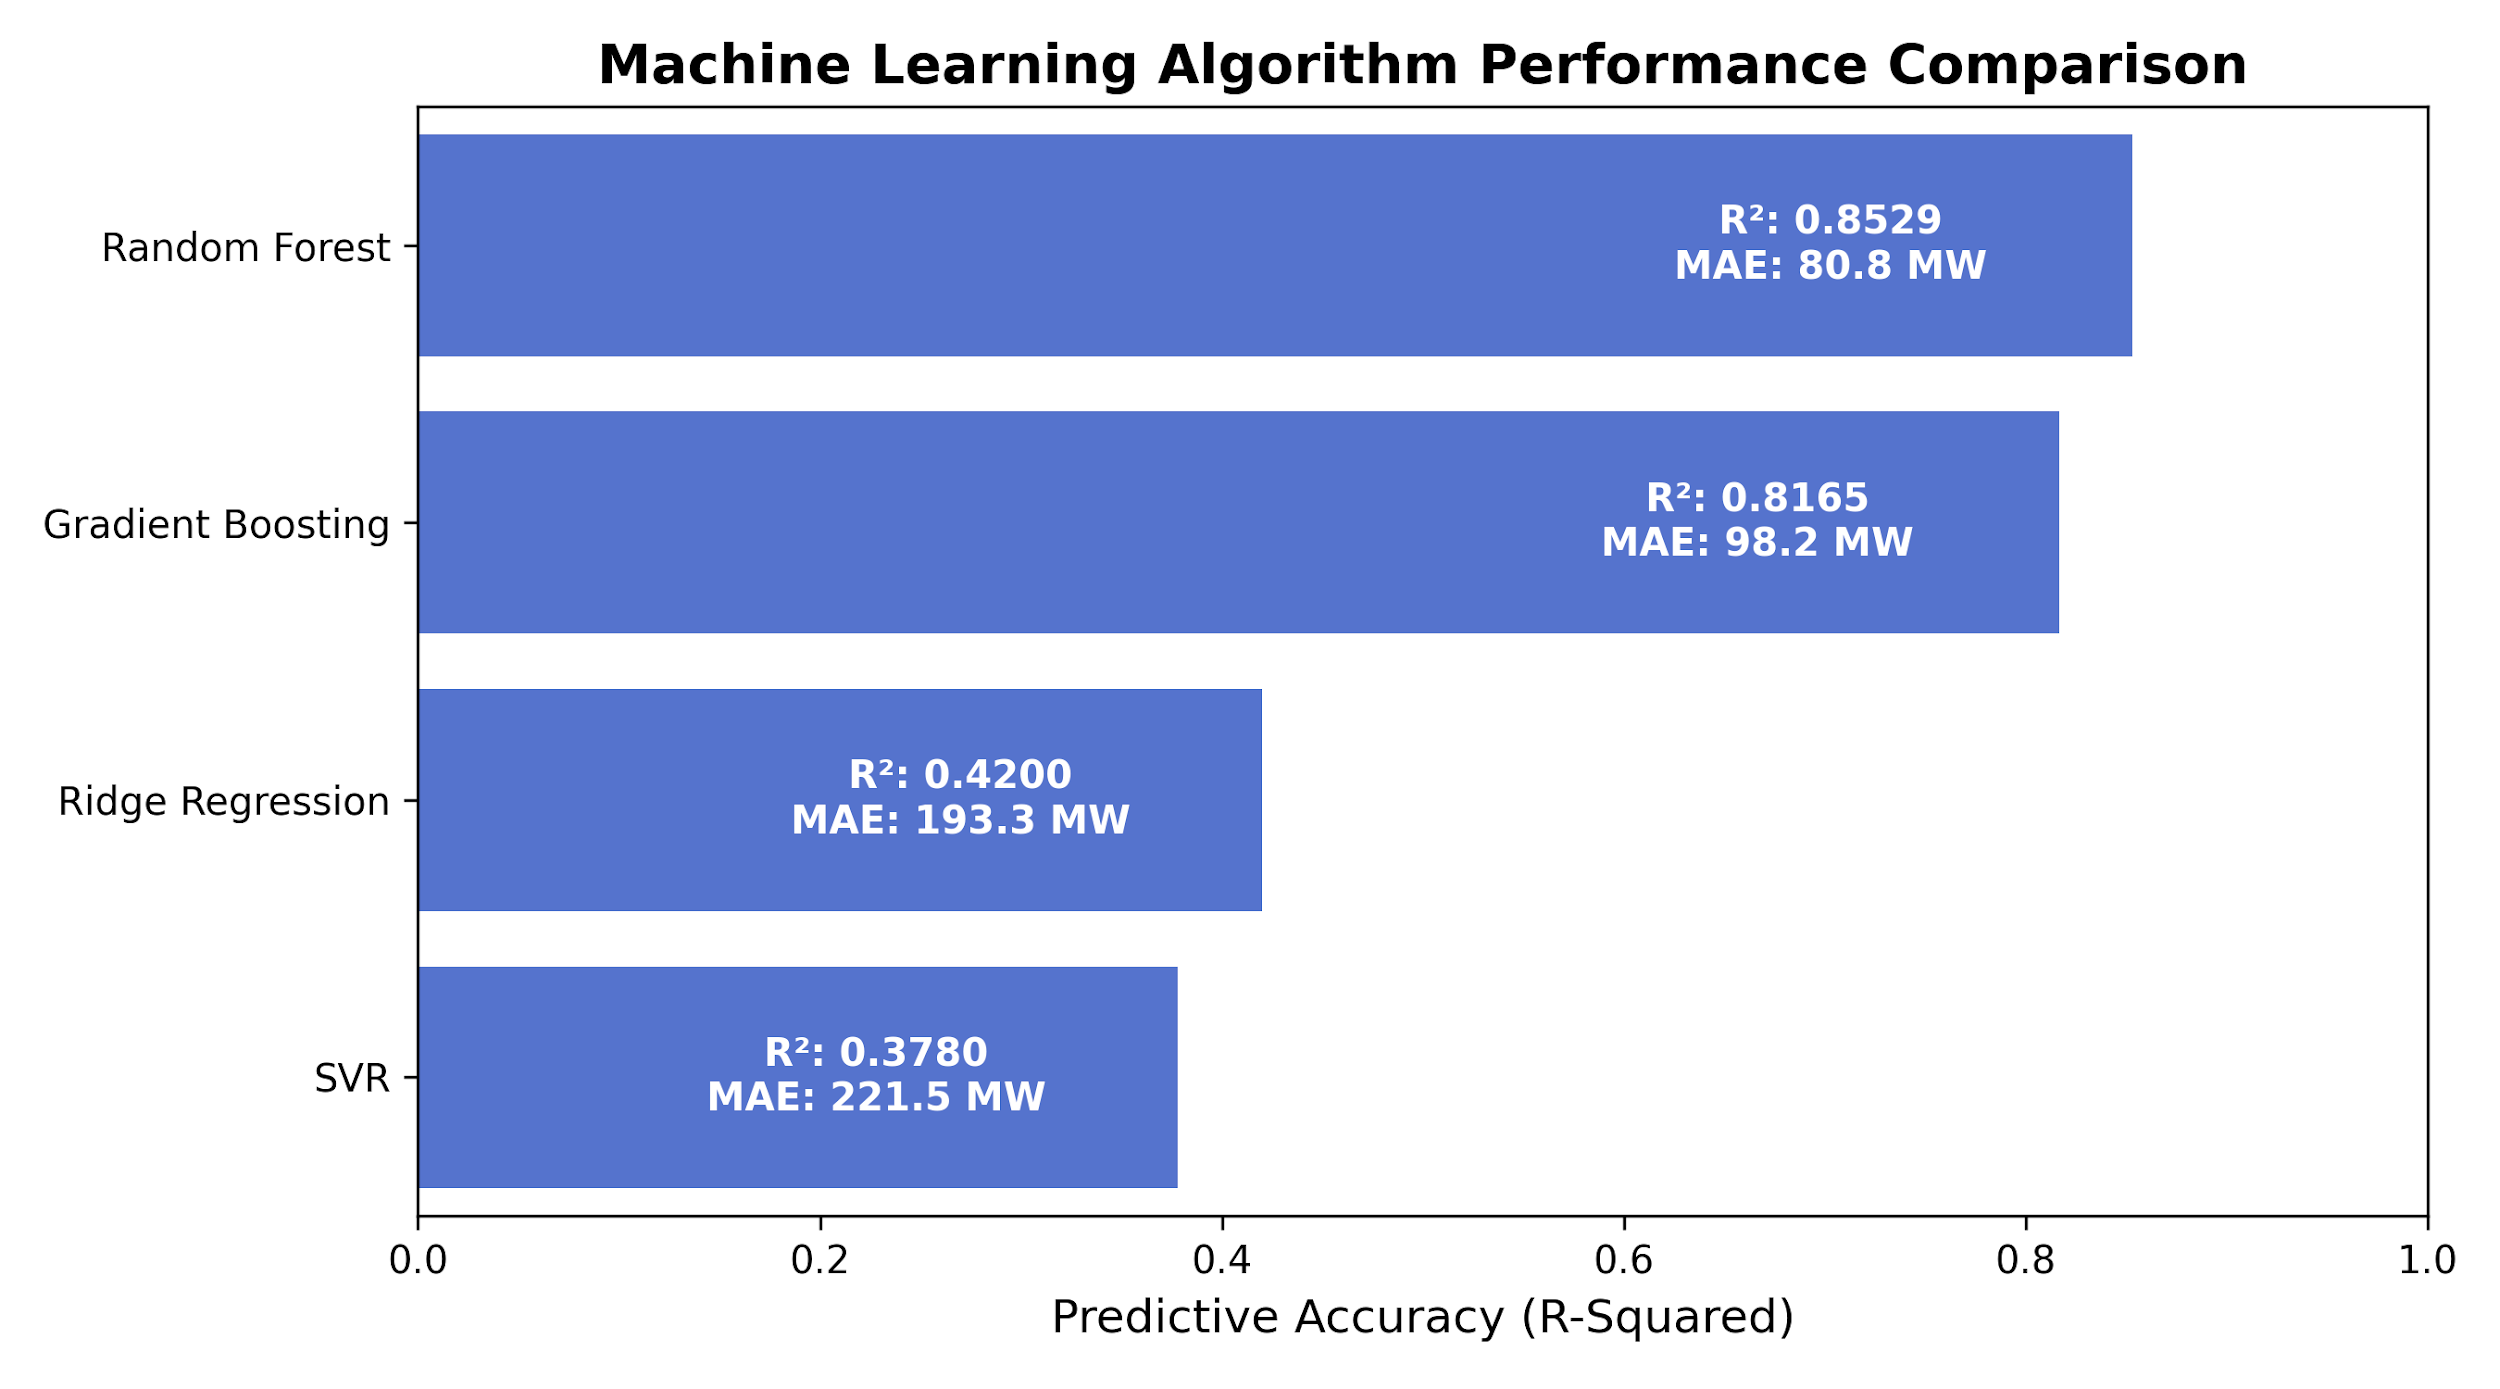 Machine Learning Algorithm Performance Comparison
Random Forest
R²: 0.8529
MAE: 80.8 MW
Gradient Boosting
R²: 0.8165
MAE: 98.2 MW
Ridge Regression
R²: 0.4200
MAE: 193.3 MW
SVR
R²: 0.3780
MAE: 221.5 MW
0.0 0.2 0.4 0.6 0.8 1.0
Predictive Accuracy (R-Squared)